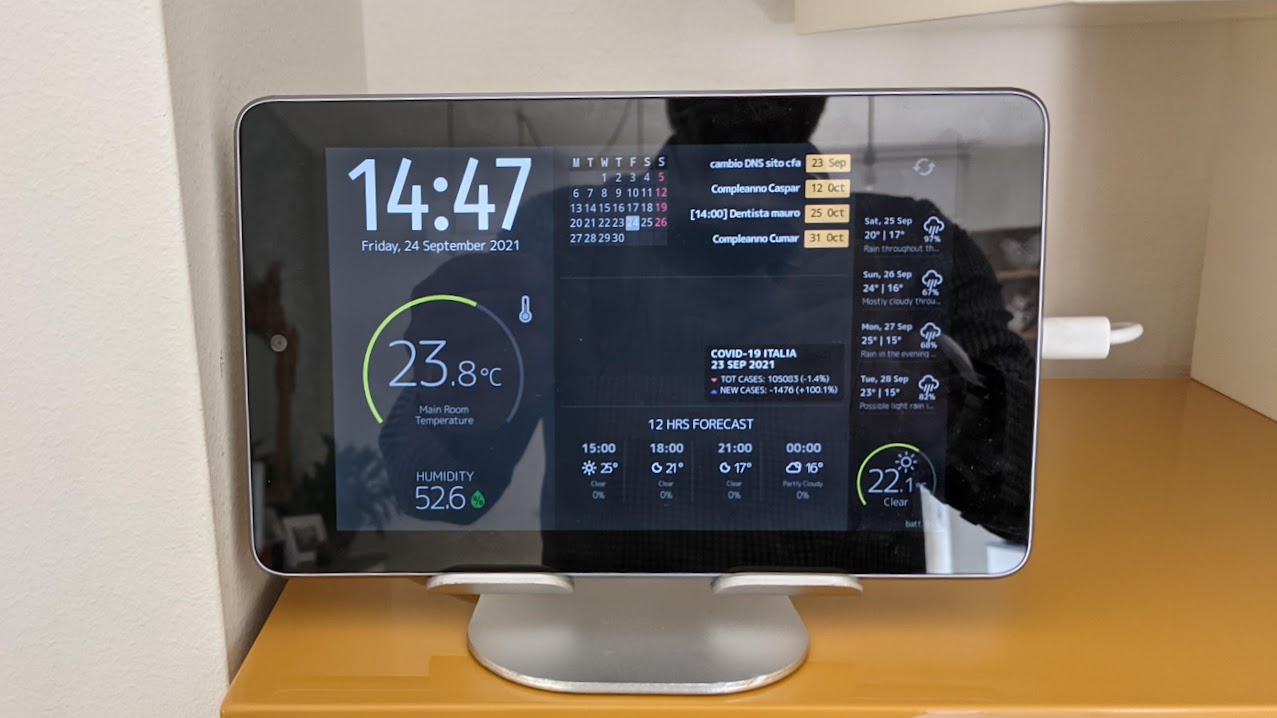 14:47
Friday, 24 September 2021
23.8°C
Main Room
Temperature
HUMIDITY
52.6 %
M T W T F S S
1 2 3 4 5
6 7 8 9 10 11 12
13 14 15 16 17 18 19
20 21 22 23 24 25 26
27 28 29 30
cambio DNS sito cfa 23 Sep
Compleanno Caspar 12 Oct
[14:00] Dentista mauro 25 Oct
Compleanno Cumar 31 Oct
COVID-19 ITALIA
23 SEP 2021
TOT CASES: 105083 (-1.4%)
NEW CASES: -1476 (+100.1%)
12 HRS FORECAST
15:00 18:00 21:00 00:00
25° 21° 17° 16°
Clear Clear Clear Partly Cloudy
0% 0% 0% 0%
Sat, 25 Sep
20° | 17° 97%
Rain throughout th...
Sun, 26 Sep
24° | 16° 67%
Mostly cloudy throu...
Mon, 27 Sep
25° | 15° 68%
Rain in the evening ...
Tue, 28 Sep
23° | 15° 82%
Possible light rain i...
22.1°C
Clear
batt.